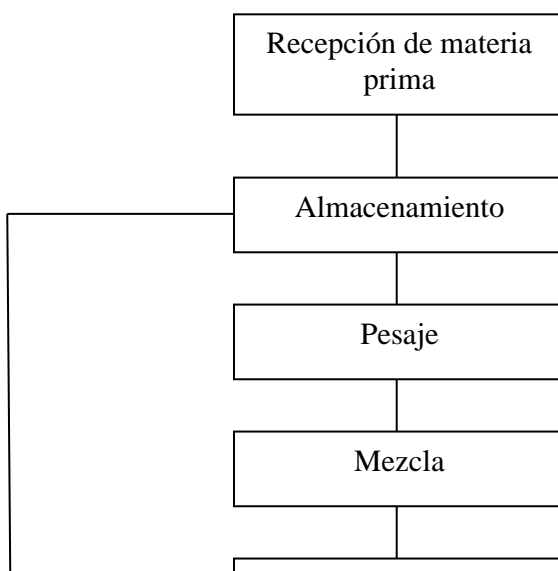 Recepción de materia
prima
Almacenamiento
Pesaje
Mezcla